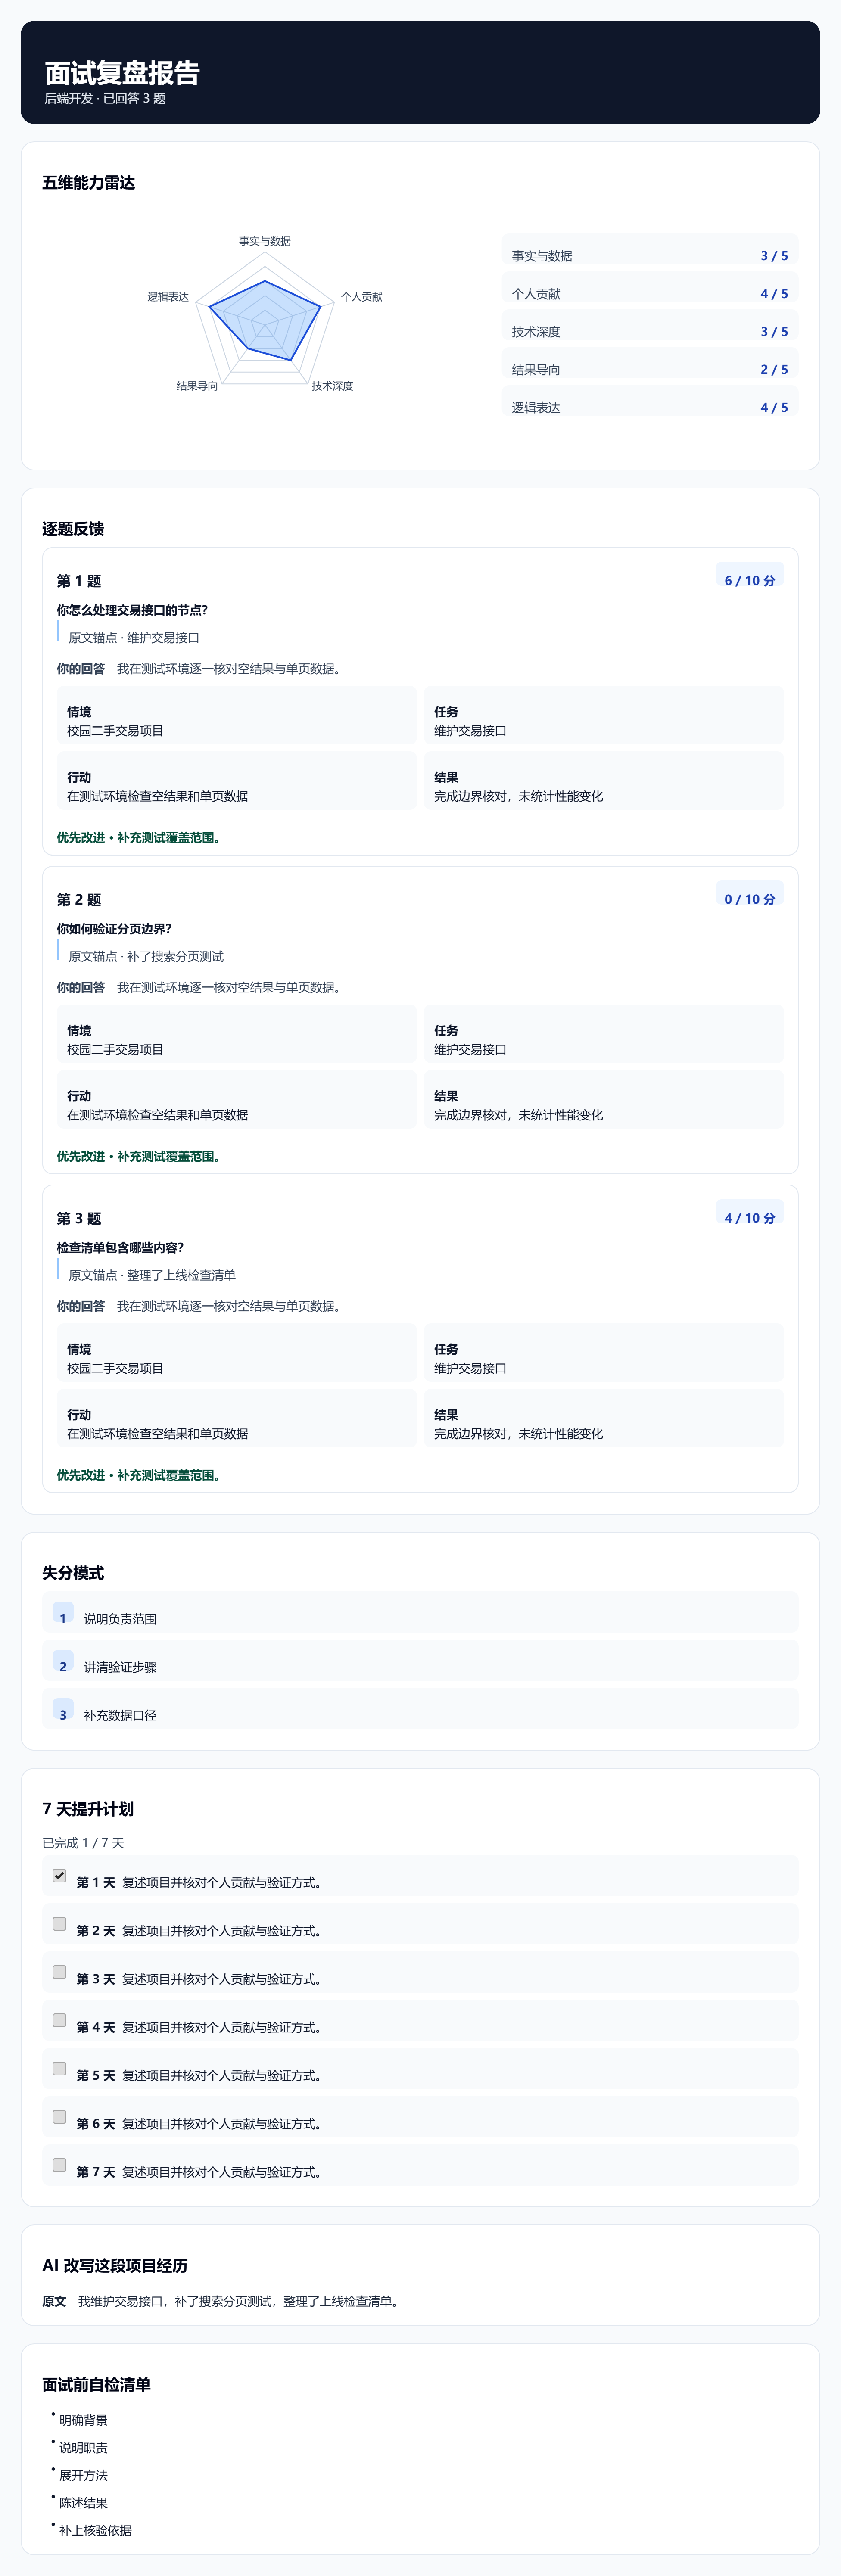 面试复盘报告
后端开发 · 已回答 3 题
五维能力雷达
事实与数据
个人贡献
技术深度
结果导向
逻辑表达
事实与数据 3 / 5
个人贡献 4 / 5
技术深度 3 / 5
结果导向 2 / 5
逻辑表达 4 / 5
逐题反馈
第 1 题 6 / 10 分
你怎么处理交易接口的节点？
原文锚点 · 维护交易接口
你的回答 我在测试环境逐一核对空结果与单页数据。
情境 任务
校园二手交易项目 维护交易接口
行动 结果
在测试环境检查空结果和单页数据 完成边界核对，未统计性能变化
优先改进 • 补充测试覆盖范围。
第 2 题 0 / 10 分
你如何验证分页边界？
原文锚点 · 补了搜索分页测试
你的回答 我在测试环境逐一核对空结果与单页数据。
情境 任务
校园二手交易项目 维护交易接口
行动 结果
在测试环境检查空结果和单页数据 完成边界核对，未统计性能变化
优先改进 • 补充测试覆盖范围。
第 3 题 4 / 10 分
检查清单包含哪些内容？
原文锚点 · 整理了上线检查清单
你的回答 我在测试环境逐一核对空结果与单页数据。
情境 任务
校园二手交易项目 维护交易接口
行动 结果
在测试环境检查空结果和单页数据 完成边界核对，未统计性能变化
优先改进 • 补充测试覆盖范围。
失分模式
1 说明负责范围
2 讲清验证步骤
3 补充数据口径
7 天提升计划
已完成 1 / 7 天
第 1 天 复述项目并核对个人贡献与验证方式。
第 2 天 复述项目并核对个人贡献与验证方式。
第 3 天 复述项目并核对个人贡献与验证方式。
第 4 天 复述项目并核对个人贡献与验证方式。
第 5 天 复述项目并核对个人贡献与验证方式。
第 6 天 复述项目并核对个人贡献与验证方式。
第 7 天 复述项目并核对个人贡献与验证方式。
AI 改写这段项目经历
原文 我维护交易接口，补了搜索分页测试，整理了上线检查清单。
面试前自检清单
• 明确背景
• 说明职责
• 展开方法
• 陈述结果
• 补上核验依据